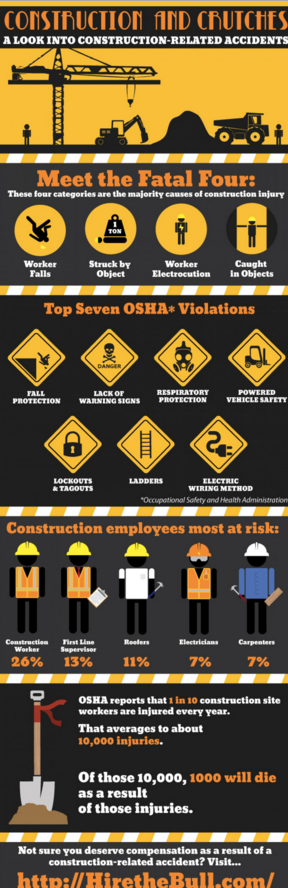 CONSTRUCTION AND CRUTCHES
A LOOK INTO CONSTRUCTION-RELATED ACCIDENTS
Meet the Fatal Four:
These four categories are the majority causes of construction injury
1
TON
Worker
Falls
Struck by
Object
Worker
Electrocution
Caught
in Objects
Top Seven OSHA* Violations
DANGER
FALL
PROTECTION
LACK OF
WARNING SIGNS
RESPIRATORY
PROTECTION
POWERED
VEHICLE SAFETY
LOCKOUTS
& TAGOUTS
LADDERS
ELECTRIC
WIRING METHOD
*Occupational Safety and Health Administration
Construction employees most at risk:
Construction
Worker
26%
First Line
Supervisor
13%
Roofers
11%
Electricians
7%
Carpenters
7%
OSHA reports that 1 in 10 construction site
workers are injured every year.
That averages to about
10,000 injuries.
Of those 10,000, 1000 will die
as a result
of those injuries.
Not sure you deserve compensation as a result of a
construction-related accident? Visit...
http://HiretheBull.com/